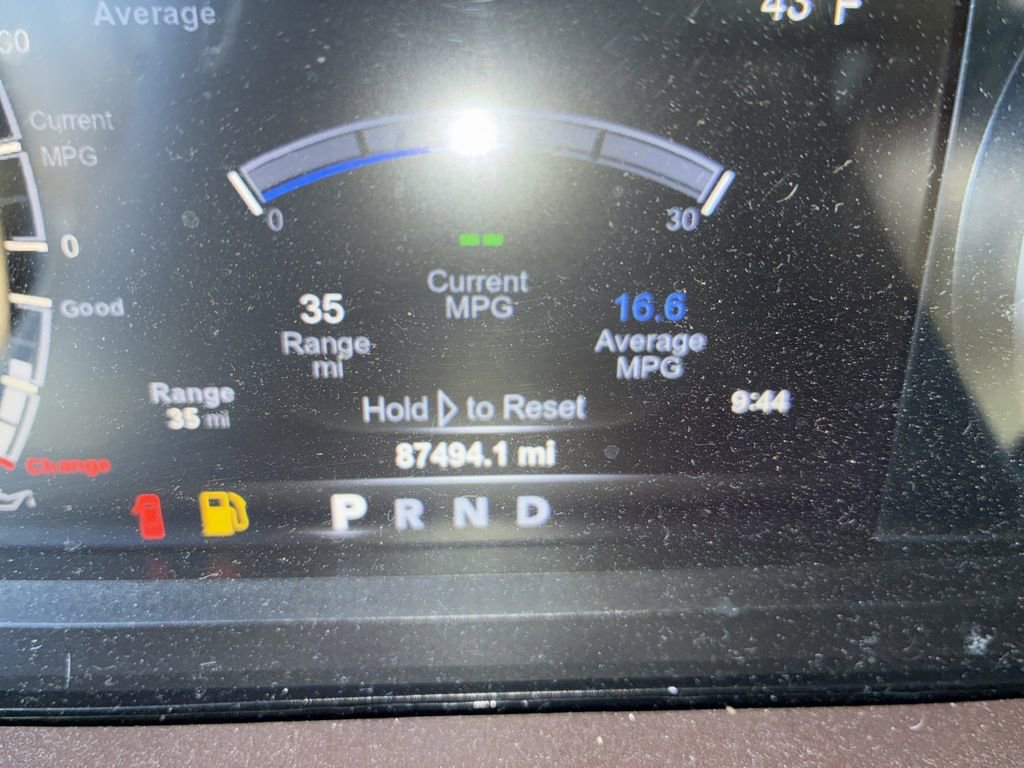 Average
43 F
Current
MPG
0
Good
Change
0
30
--
Current
MPG
35
Range
mi
16.6
Average
MPG
Range
35 mi
Hold ▷ to Reset
9:44
87494.1 mi
P R N D